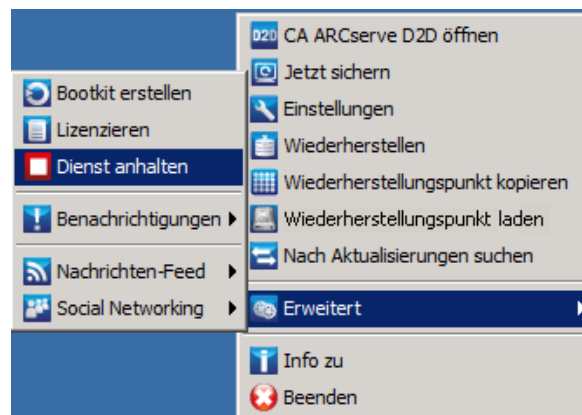 D2D CA ARCserve D2D öffnen
Jetzt sichern
Einstellungen
Wiederherstellen
Wiederherstellungspunkt kopieren
Wiederherstellungspunkt laden
Nach Aktualisierungen suchen
Erweitert
Info zu
Beenden
Bootkit erstellen
Lizenzieren
Dienst anhalten
Benachrichtigungen
Nachrichten-Feed
Social Networking